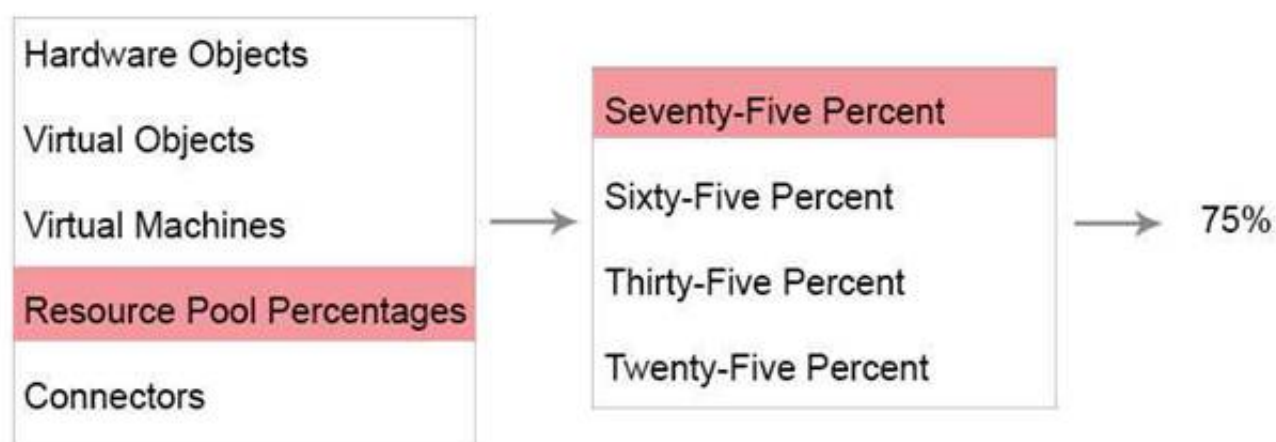 Hardware Objects
Virtual Objects
Virtual Machines
Resource Pool Percentages
Connectors
Seventy-Five Percent
Sixty-Five Percent
Thirty-Five Percent
Twenty-Five Percent
75%